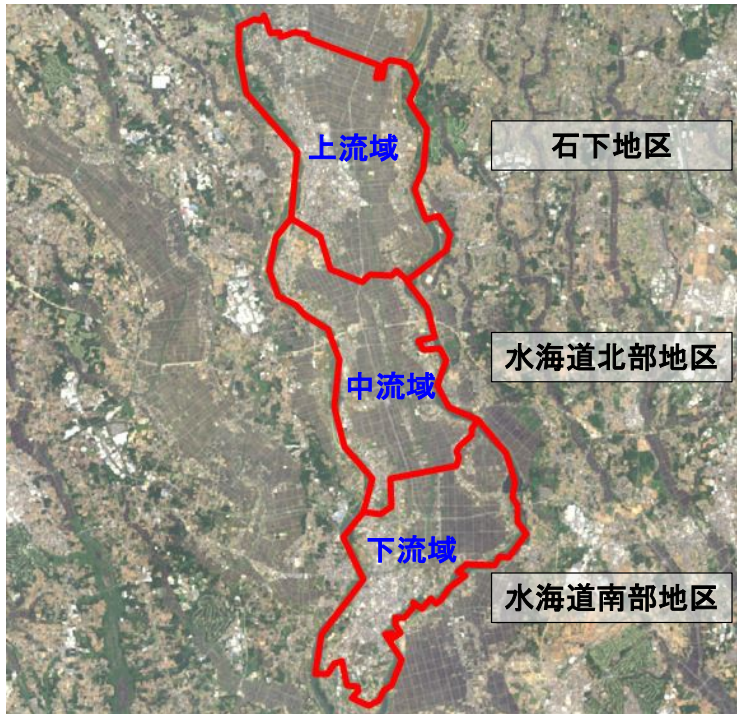 上流域
石下地区
水海道北部地区
中流域
下流域
水海道南部地区